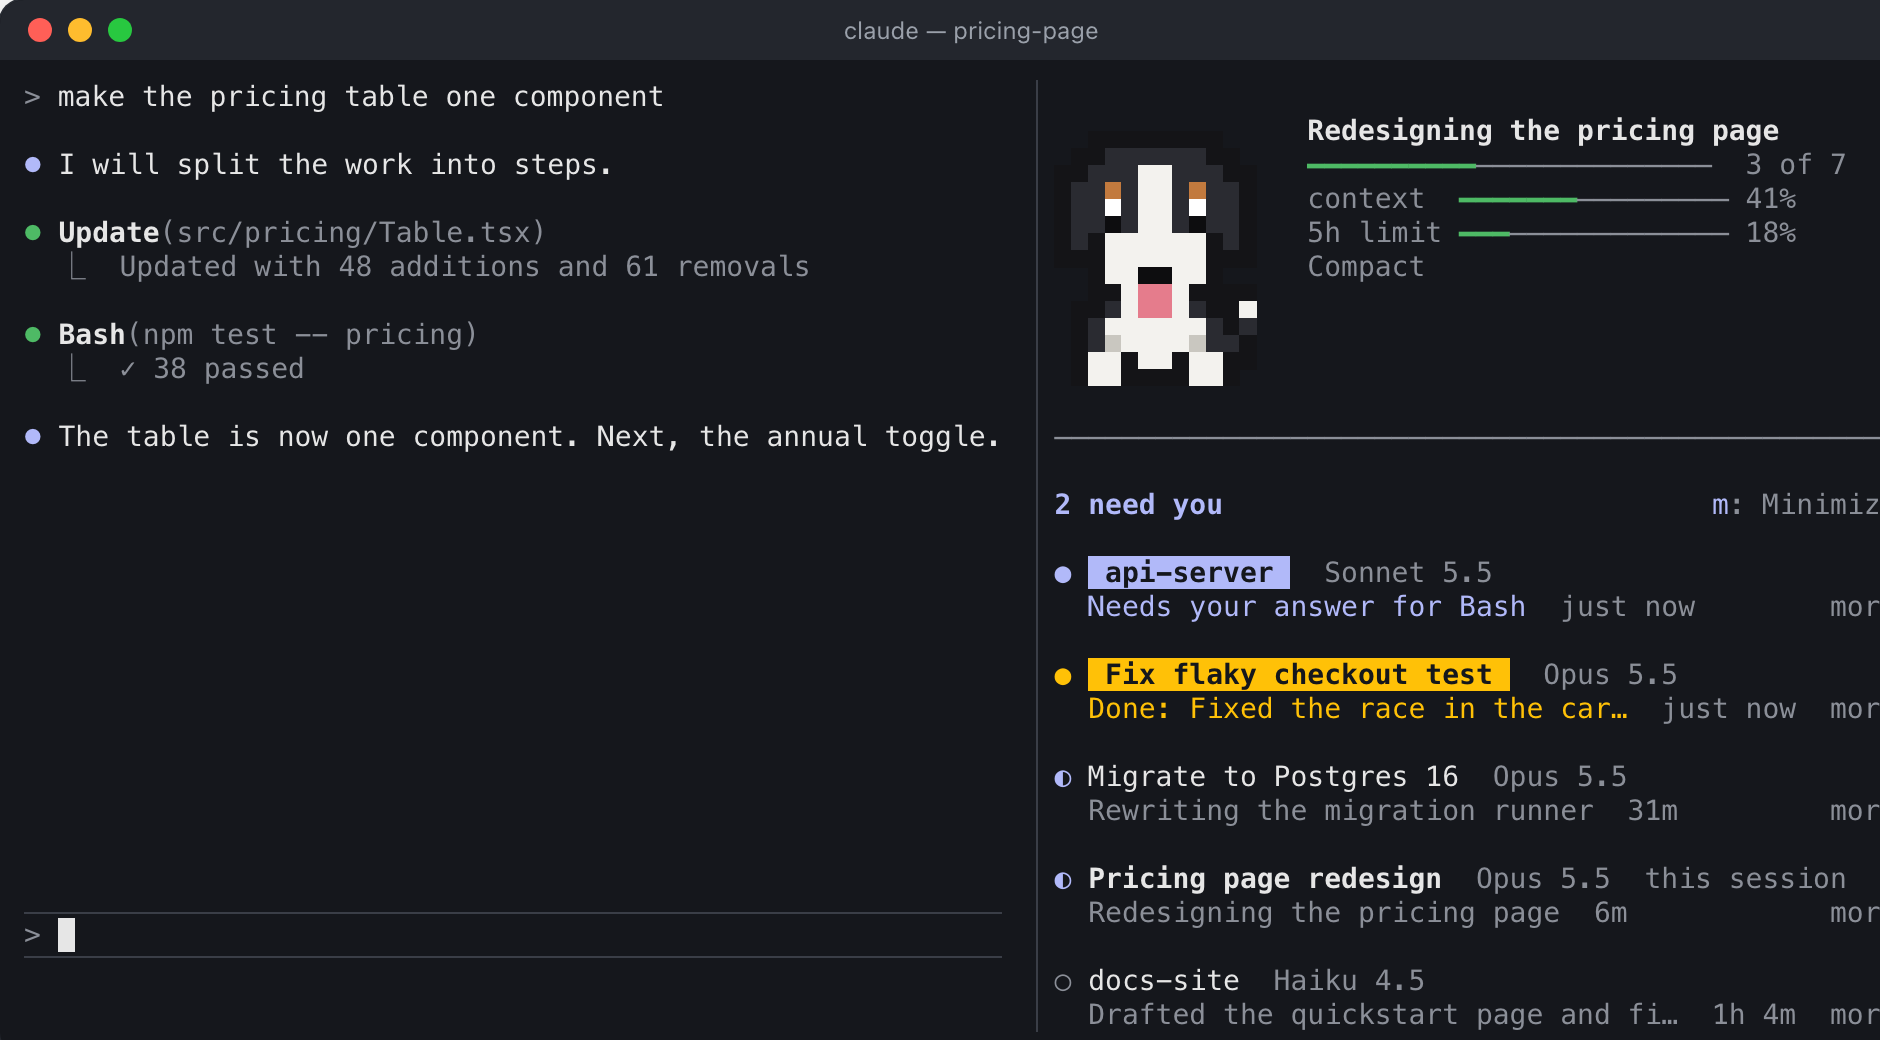 claude — pricing-page
> make the pricing table one component
● I will split the work into steps.
● Update(src/pricing/Table.tsx)
⎿  Updated with 48 additions and 61 removals
● Bash(npm test -- pricing)
⎿  ✓ 38 passed
● The table is now one component. Next, the annual toggle.
>
Redesigning the pricing page
3 of 7
context 41%
5h limit 18%
Compact
2 need you m: Minimiz
● api-server Sonnet 5.5
Needs your answer for Bash just now mor
● Fix flaky checkout test Opus 5.5
Done: Fixed the race in the car… just now mor
◐ Migrate to Postgres 16 Opus 5.5
Rewriting the migration runner 31m mor
◐ Pricing page redesign Opus 5.5 this session
Redesigning the pricing page 6m mor
○ docs-site Haiku 4.5
Drafted the quickstart page and fi… 1h 4m mor